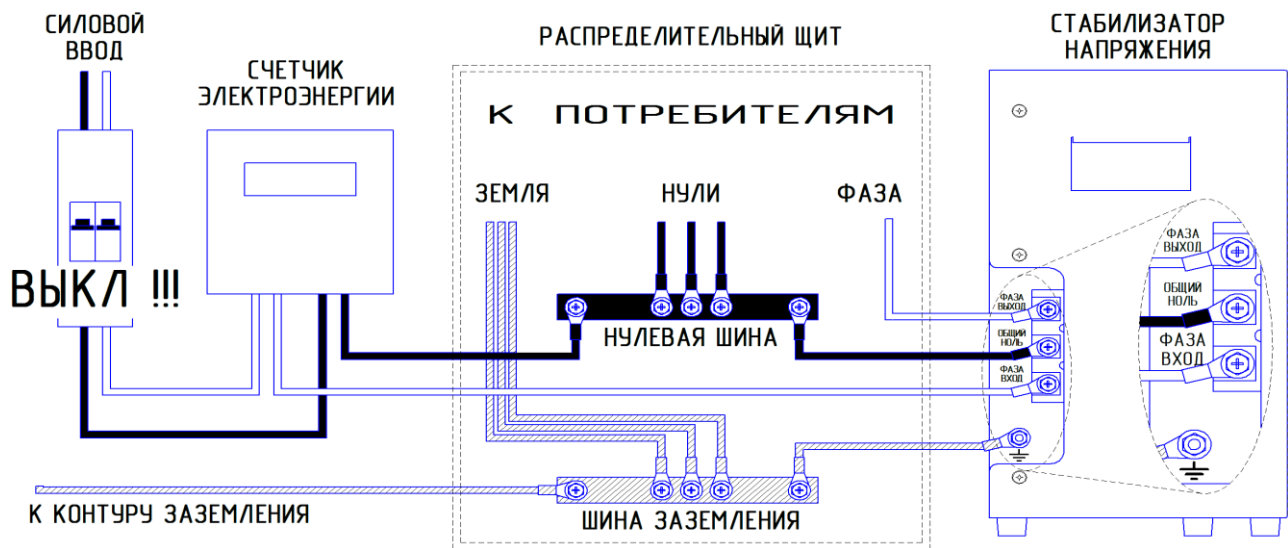 СИЛОВОЙ
ВВОД
СЧЕТЧИК
ЭЛЕКТРОЭНЕРГИИ
РАСПРЕДЕЛИТЕЛЬНЫЙ ЩИТ
СТАБИЛИЗАТОР
НАПРЯЖЕНИЯ
К ПОТРЕБИТЕЛЯМ
ЗЕМЛЯ
НУЛИ
ФАЗА
ВЫКЛ !!!
НУЛЕВАЯ ШИНА
ФАЗА
ВЫХОД
ОБЩИЙ
НОЛЬ
ФАЗА
ВХОД
ФАЗА
ВЫХОД
ОБЩИЙ
НОЛЬ
ФАЗА
ВХОД
К КОНТУРУ ЗАЗЕМЛЕНИЯ
ШИНА ЗАЗЕМЛЕНИЯ